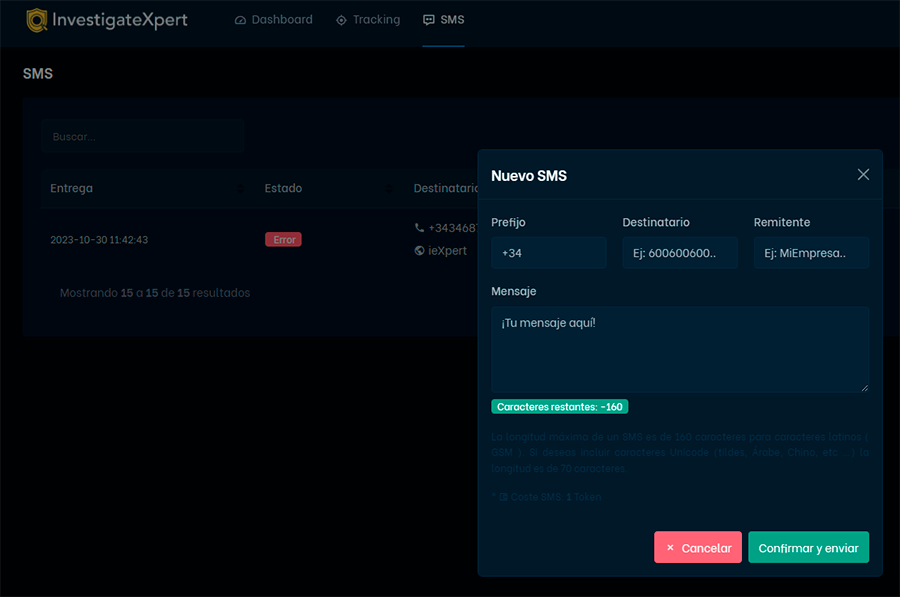 InvestigateXpert
Dashboard
Tracking
SMS
SMS
Buscar...
Entrega
Estado
Destinatario
2023-10-30 11:42:43
Error
+3434687
ieXpert
Mostrando 15 a 15 de 15 resultados
Nuevo SMS
Prefijo
Destinatario
Remitente
+34
Ej: 600600600..
Ej: MiEmpresa..
Mensaje
¡Tu mensaje aquí!
Caracteres restantes: -160
La longitud máxima de un SMS es de 160 caracteres para caracteres latinos (
GSM ). Si deseas incluir caracteres Unicode (tildes, Árabe, Chino, etc ...) la
longitud es de 70 caracteres.
* Coste SMS: 1 Token
× Cancelar
Confirmar y enviar